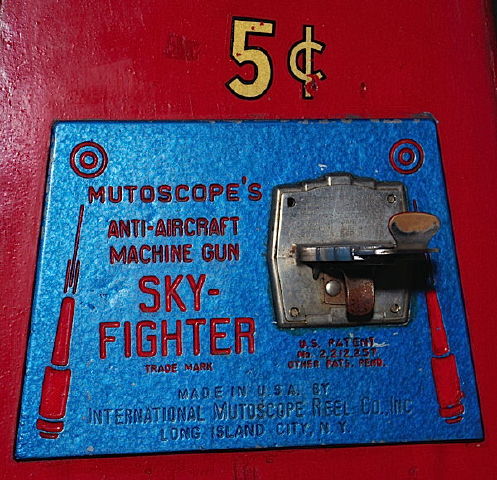 5¢
MUTOSCOPE'S
ANTI-AIRCRAFT
MACHINE GUN
SKY-
FIGHTER
TRADE MARK
U.S. PATENT
No. 2,212,257
OTHER PATS. PEND.
MADE IN U.S.A. BY
INTERNATIONAL MUTOSCOPE REEL CO., INC
LONG ISLAND CITY, N.Y.